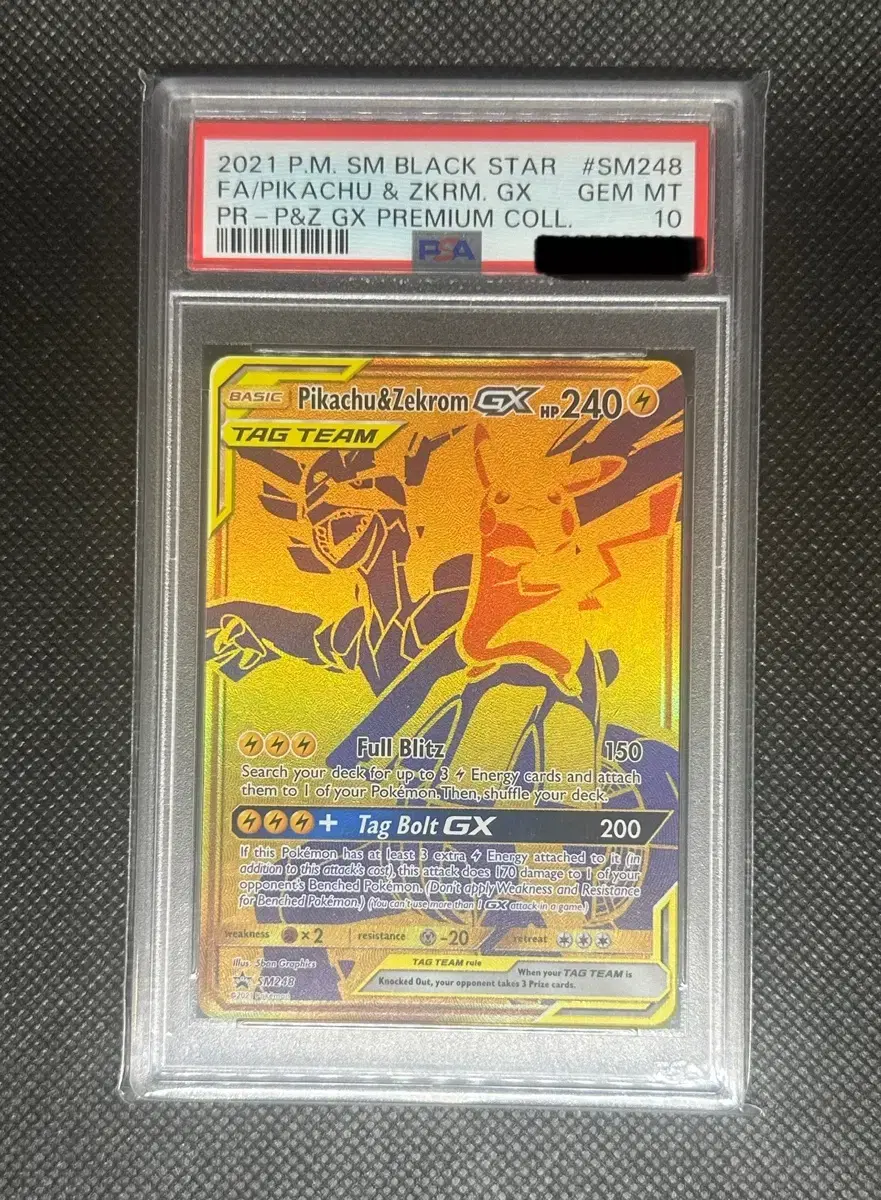 2021 P.M. SM BLACK STAR #SM248
FA/PIKACHU & ZKRM. GX GEM MT
PR - P&Z GX PREMIUM COLL. 10
PSA
BASIC Pikachu&Zekrom GX HP240
TAG TEAM
Full Blitz 150
Search your deck for up to 3 Energy cards and attach
them to 1 of your Pokémon. Then, shuffle your deck.
+ Tag Bolt GX 200
If this Pokémon has at least 3 extra Energy attached to it (in
addition to this attack's cost), this attack does 170 damage to 1 of your
opponent's Benched Pokémon. (Don't apply Weakness and Resistance
for Benched Pokémon.) (You can't use more than 1 GX attack in a game.)
weakness ×2 resistance -20 retreat
Illus. 5ban Graphics
SM248
©2021 Pokémon
TAG TEAM rule
When your TAG TEAM is
Knocked Out, your opponent takes 3 Prize cards.